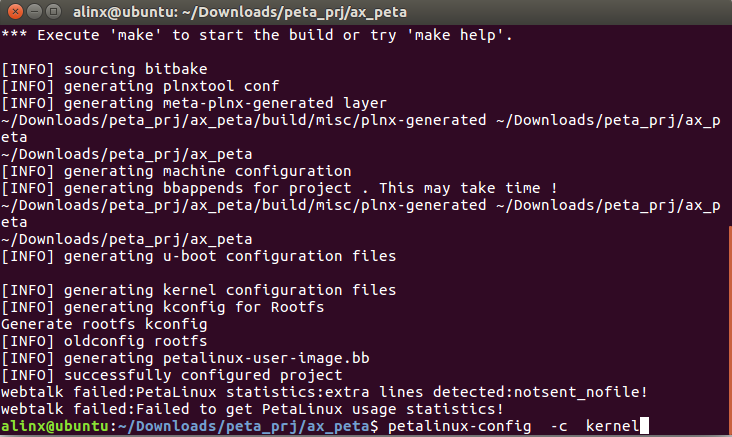 alinx@ubuntu: ~/Downloads/peta_prj/ax_peta
*** Execute 'make' to start the build or try 'make help'.
[INFO] sourcing bitbake
[INFO] generating plnxtool conf
[INFO] generating meta-plnx-generated layer
~/Downloads/peta_prj/ax_peta/build/misc/plnx-generated ~/Downloads/peta_prj/ax_p
eta
~/Downloads/peta_prj/ax_peta
[INFO] generating machine configuration
[INFO] generating bbappends for project . This may take time !
~/Downloads/peta_prj/ax_peta/build/misc/plnx-generated ~/Downloads/peta_prj/ax_p
eta
~/Downloads/peta_prj/ax_peta
[INFO] generating u-boot configuration files
[INFO] generating kernel configuration files
[INFO] generating kconfig for Rootfs
Generate rootfs kconfig
[INFO] oldconfig rootfs
[INFO] generating petalinux-user-image.bb
[INFO] successfully configured project
webtalk failed:PetaLinux statistics:extra lines detected:notsent_nofile!
webtalk failed:Failed to get PetaLinux usage statistics!
alinx@ubuntu:~/Downloads/peta_prj/ax_peta$ petalinux-config  -c  kernel